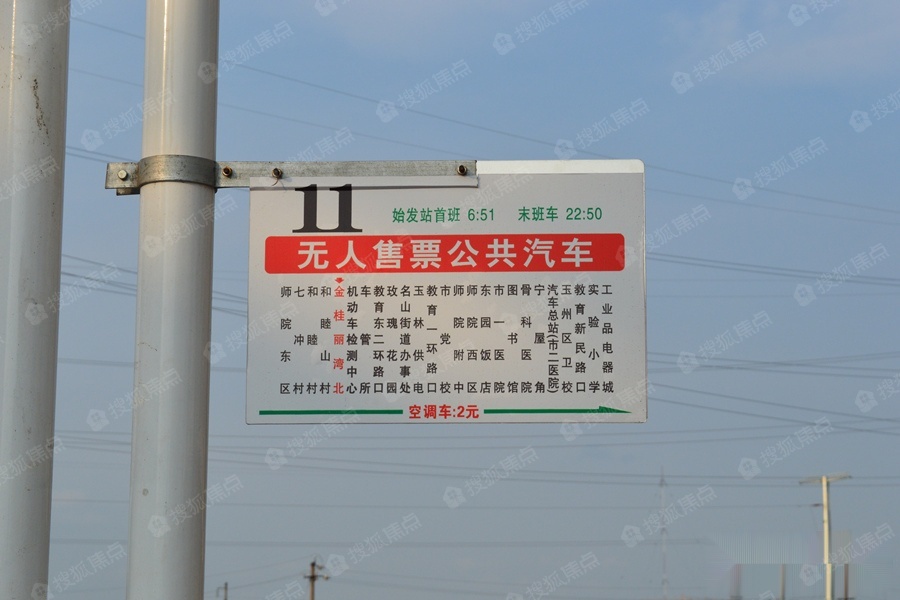 11
始发站首班 6:51 末班车 22:50
无人售票公共汽车
师院东区
七冲村
和睦村
和睦山村
金桂丽湾北
机动车检测中心
车管所
教育东环二路口
玫瑰花园
名山街道办事处
玉林供电
教育一环路口
市党校
师院附中
师院西区
东园饭店
市一医院
图书馆
骨科医院
宁屋角
汽车总站(市二医院)
玉州区卫校
教育新民路口
实验小学
工业品电器城
空调车:2元
搜狐焦点